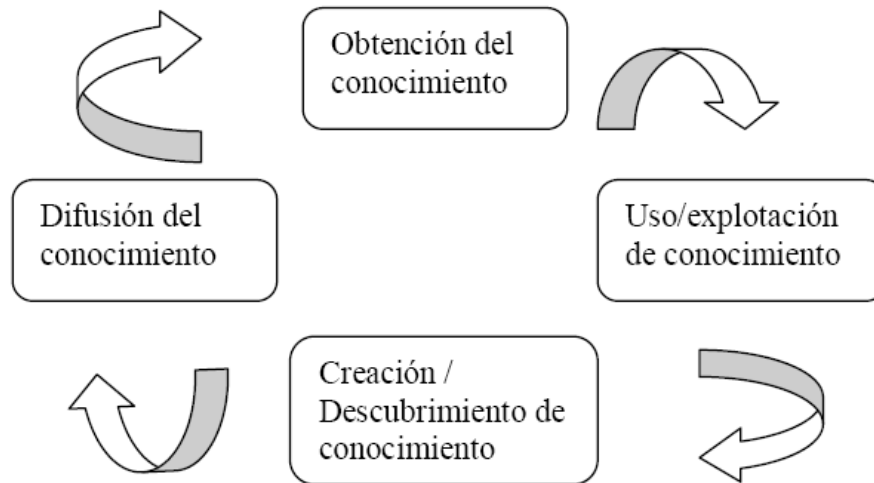 Obtención del
conocimiento
Difusión del
conocimiento
Uso/explotación
de conocimiento
Creación /
Descubrimiento de
conocimiento